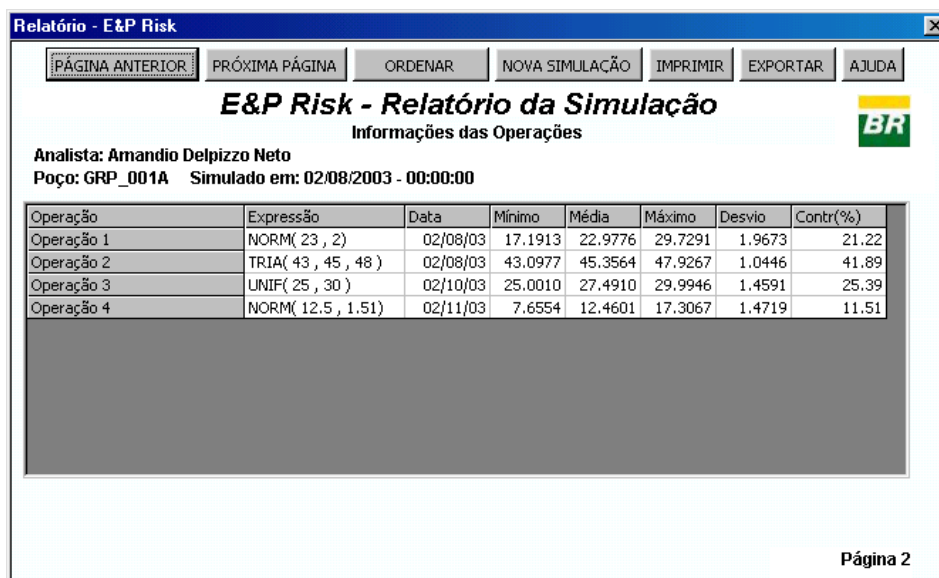 Relatório - E&P Risk
PÁGINA ANTERIOR PRÓXIMA PÁGINA ORDENAR NOVA SIMULAÇÃO IMPRIMIR EXPORTAR AJUDA
E&P Risk - Relatório da Simulação
Informações das Operações
BR
Analista: Amandio Delpizzo Neto
Poço: GRP_001A Simulado em: 02/08/2003 - 00:00:00
Operação Expressão Data Mínimo Média Máximo Desvio Contr(%)
Operação 1 NORM( 23 , 2) 02/08/03 17.1913 22.9776 29.7291 1.9673 21.22
Operação 2 TRIA( 43 , 45 , 48 ) 02/08/03 43.0977 45.3564 47.9267 1.0446 41.89
Operação 3 UNIF( 25 , 30 ) 02/10/03 25.0010 27.4910 29.9946 1.4591 25.39
Operação 4 NORM( 12.5 , 1.51) 02/11/03 7.6554 12.4601 17.3067 1.4719 11.51
Página 2